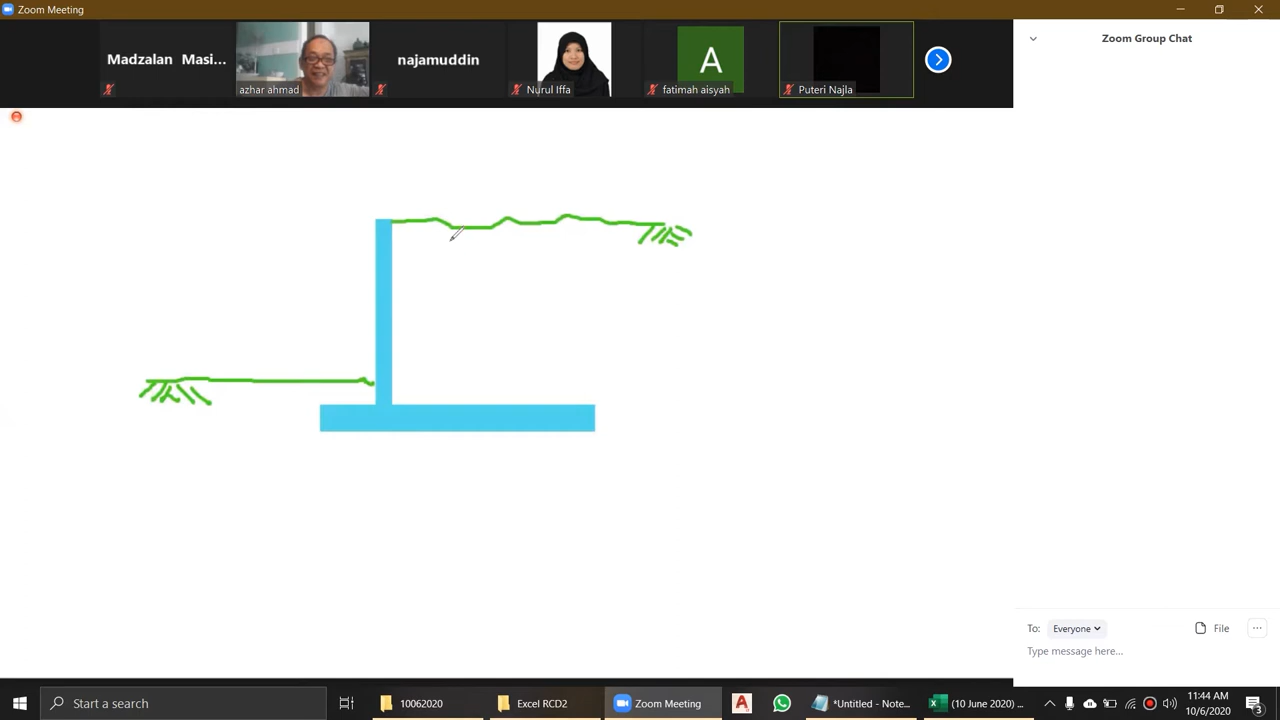 Zoom Meeting
Madzalan Masi...
azhar ahmad
najamuddin
Nurul Iffa
A
fatimah aisyah
Puteri Najla
Zoom Group Chat
To: Everyone
File
Type message here...
Start a search
10062020
Excel RCD2
Zoom Meeting
*Untitled - Note...
(10 June 2020) ...
11:44 AM
10/6/2020
3